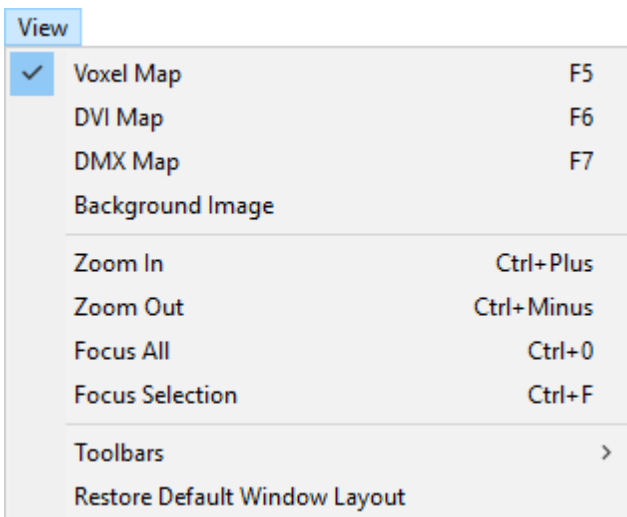 View
Voxel Map F5
DVI Map F6
DMX Map F7
Background Image
Zoom In Ctrl+Plus
Zoom Out Ctrl+Minus
Focus All Ctrl+0
Focus Selection Ctrl+F
Toolbars
Restore Default Window Layout